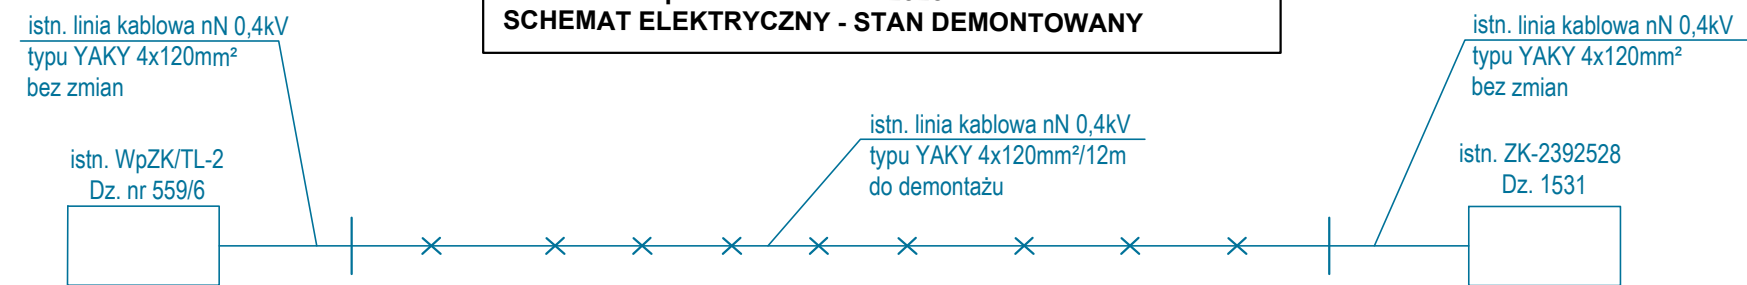 SCHEMAT ELEKTRYCZNY - STAN DEMONTOWANY
istn. linia kablowa nN 0,4kV
typu YAKY 4x120mm²
bez zmian
istn. WpZK/TL-2
Dz. nr 559/6
istn. linia kablowa nN 0,4kV
typu YAKY 4x120mm²/12m
do demontażu
istn. linia kablowa nN 0,4kV
typu YAKY 4x120mm²
bez zmian
istn. ZK-2392528
Dz. 1531